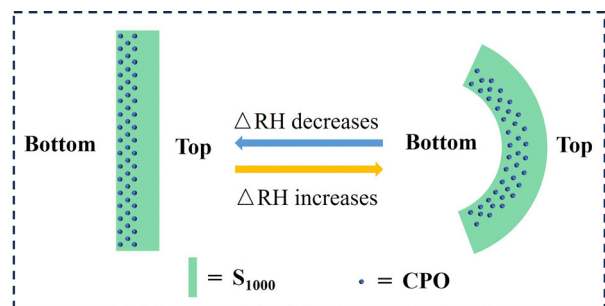 △RH decreases
Bottom
Top
Bottom
Top
△RH increases
= S₁₀₀₀
= CPO